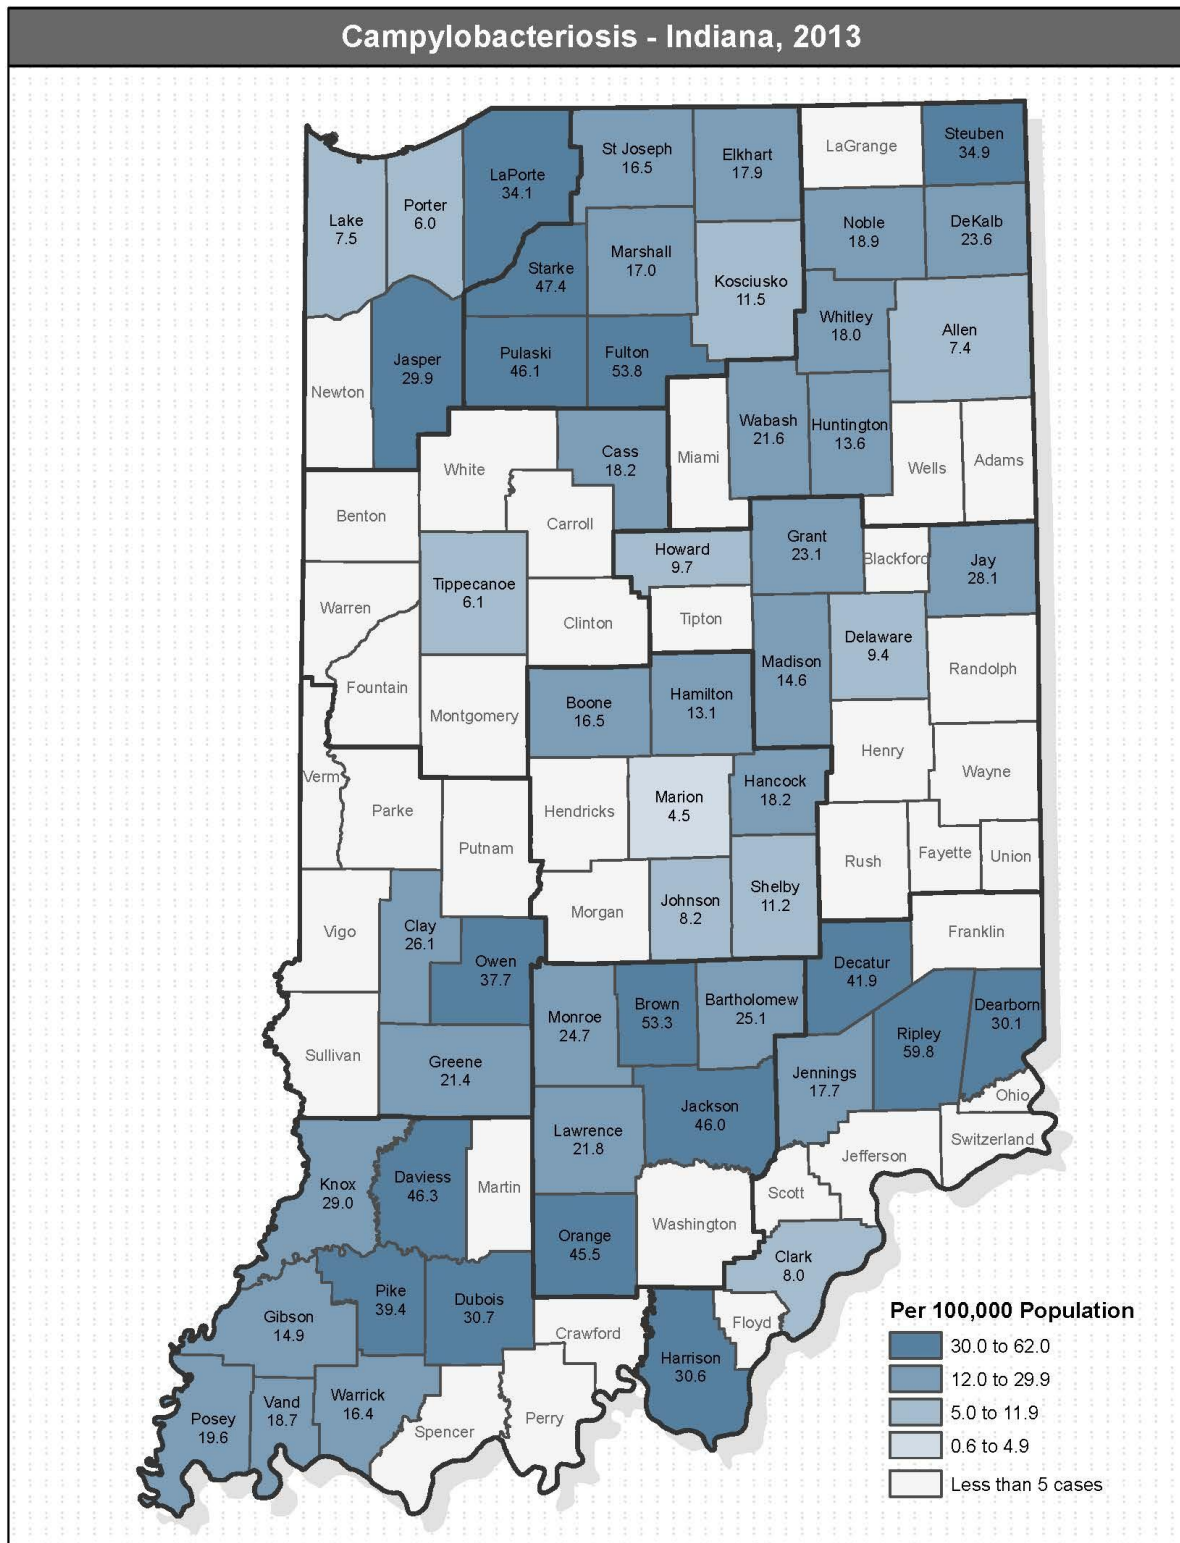 Campylobacteriosis - Indiana, 2013
Steuben
34.9
LaGrange
St Joseph
16.5
Elkhart
17.9
LaPorte
34.1
Porter
6.0
Lake
7.5
Noble
18.9
DeKalb
23.6
Marshall
17.0
Starke
47.4
Kosciusko
11.5
Whitley
18.0
Allen
7.4
Jasper
29.9
Pulaski
46.1
Fulton
53.8
Newton
Wabash
21.6
Huntington
13.6
Cass
18.2
Miami
White
Wells
Adams
Benton
Carroll
Howard
9.7
Grant
23.1
Blackford
Jay
28.1
Tippecanoe
6.1
Warren
Clinton
Tipton
Delaware
9.4
Madison
14.6
Randolph
Fountain
Boone
16.5
Hamilton
13.1
Montgomery
Henry
Wayne
Verm
Hancock
18.2
Marion
4.5
Parke
Hendricks
Putnam
Rush
Fayette
Union
Shelby
11.2
Johnson
8.2
Morgan
Vigo
Clay
26.1
Franklin
Owen
37.7
Decatur
41.9
Brown
53.3
Bartholomew
25.1
Monroe
24.7
Dearborn
30.1
Ripley
59.8
Sullivan
Greene
21.4
Jennings
17.7
Ohio
Jackson
46.0
Lawrence
21.8
Switzerland
Jefferson
Knox
29.0
Daviess
46.3
Martin
Scott
Washington
Orange
45.5
Clark
8.0
Pike
39.4
Dubois
30.7
Gibson
14.9
Crawford
Floyd
Harrison
30.6
Posey
19.6
Vand
18.7
Warrick
16.4
Spencer
Perry
Per 100,000 Population
30.0 to 62.0
12.0 to 29.9
5.0 to 11.9
0.6 to 4.9
Less than 5 cases